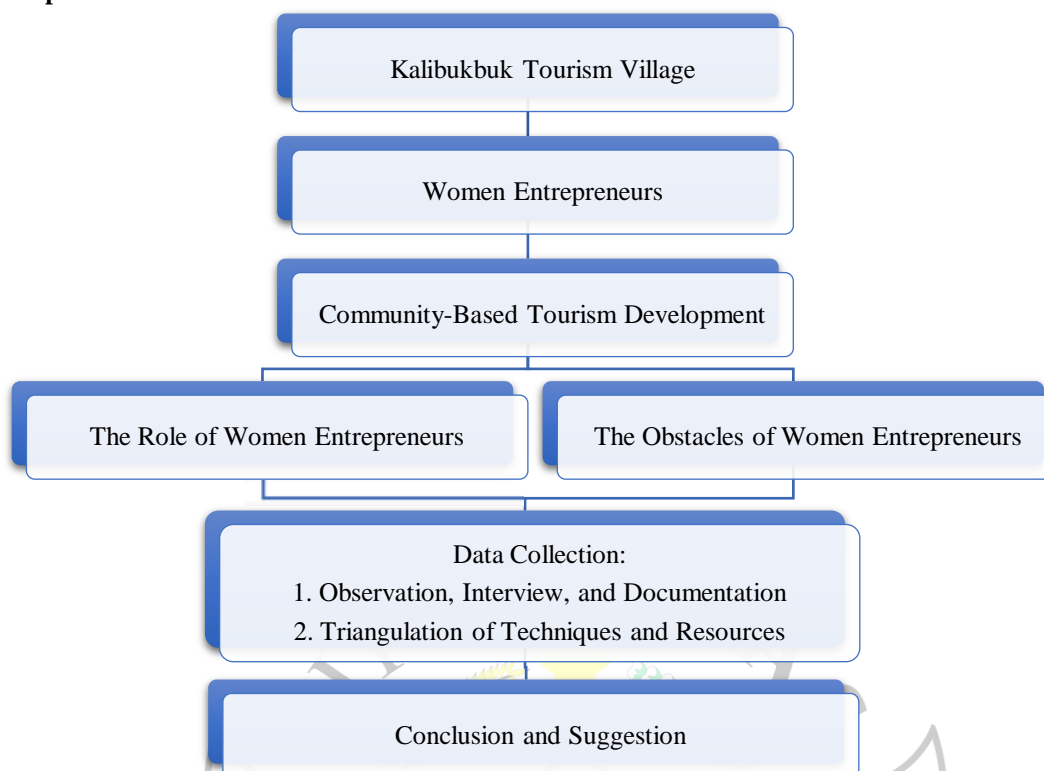 Kalibukbuk Tourism Village
Women Entrepreneurs
Community-Based Tourism Development
The Role of Women Entrepreneurs
The Obstacles of Women Entrepreneurs
Data Collection:
1. Observation, Interview, and Documentation
2. Triangulation of Techniques and Resources
Conclusion and Suggestion